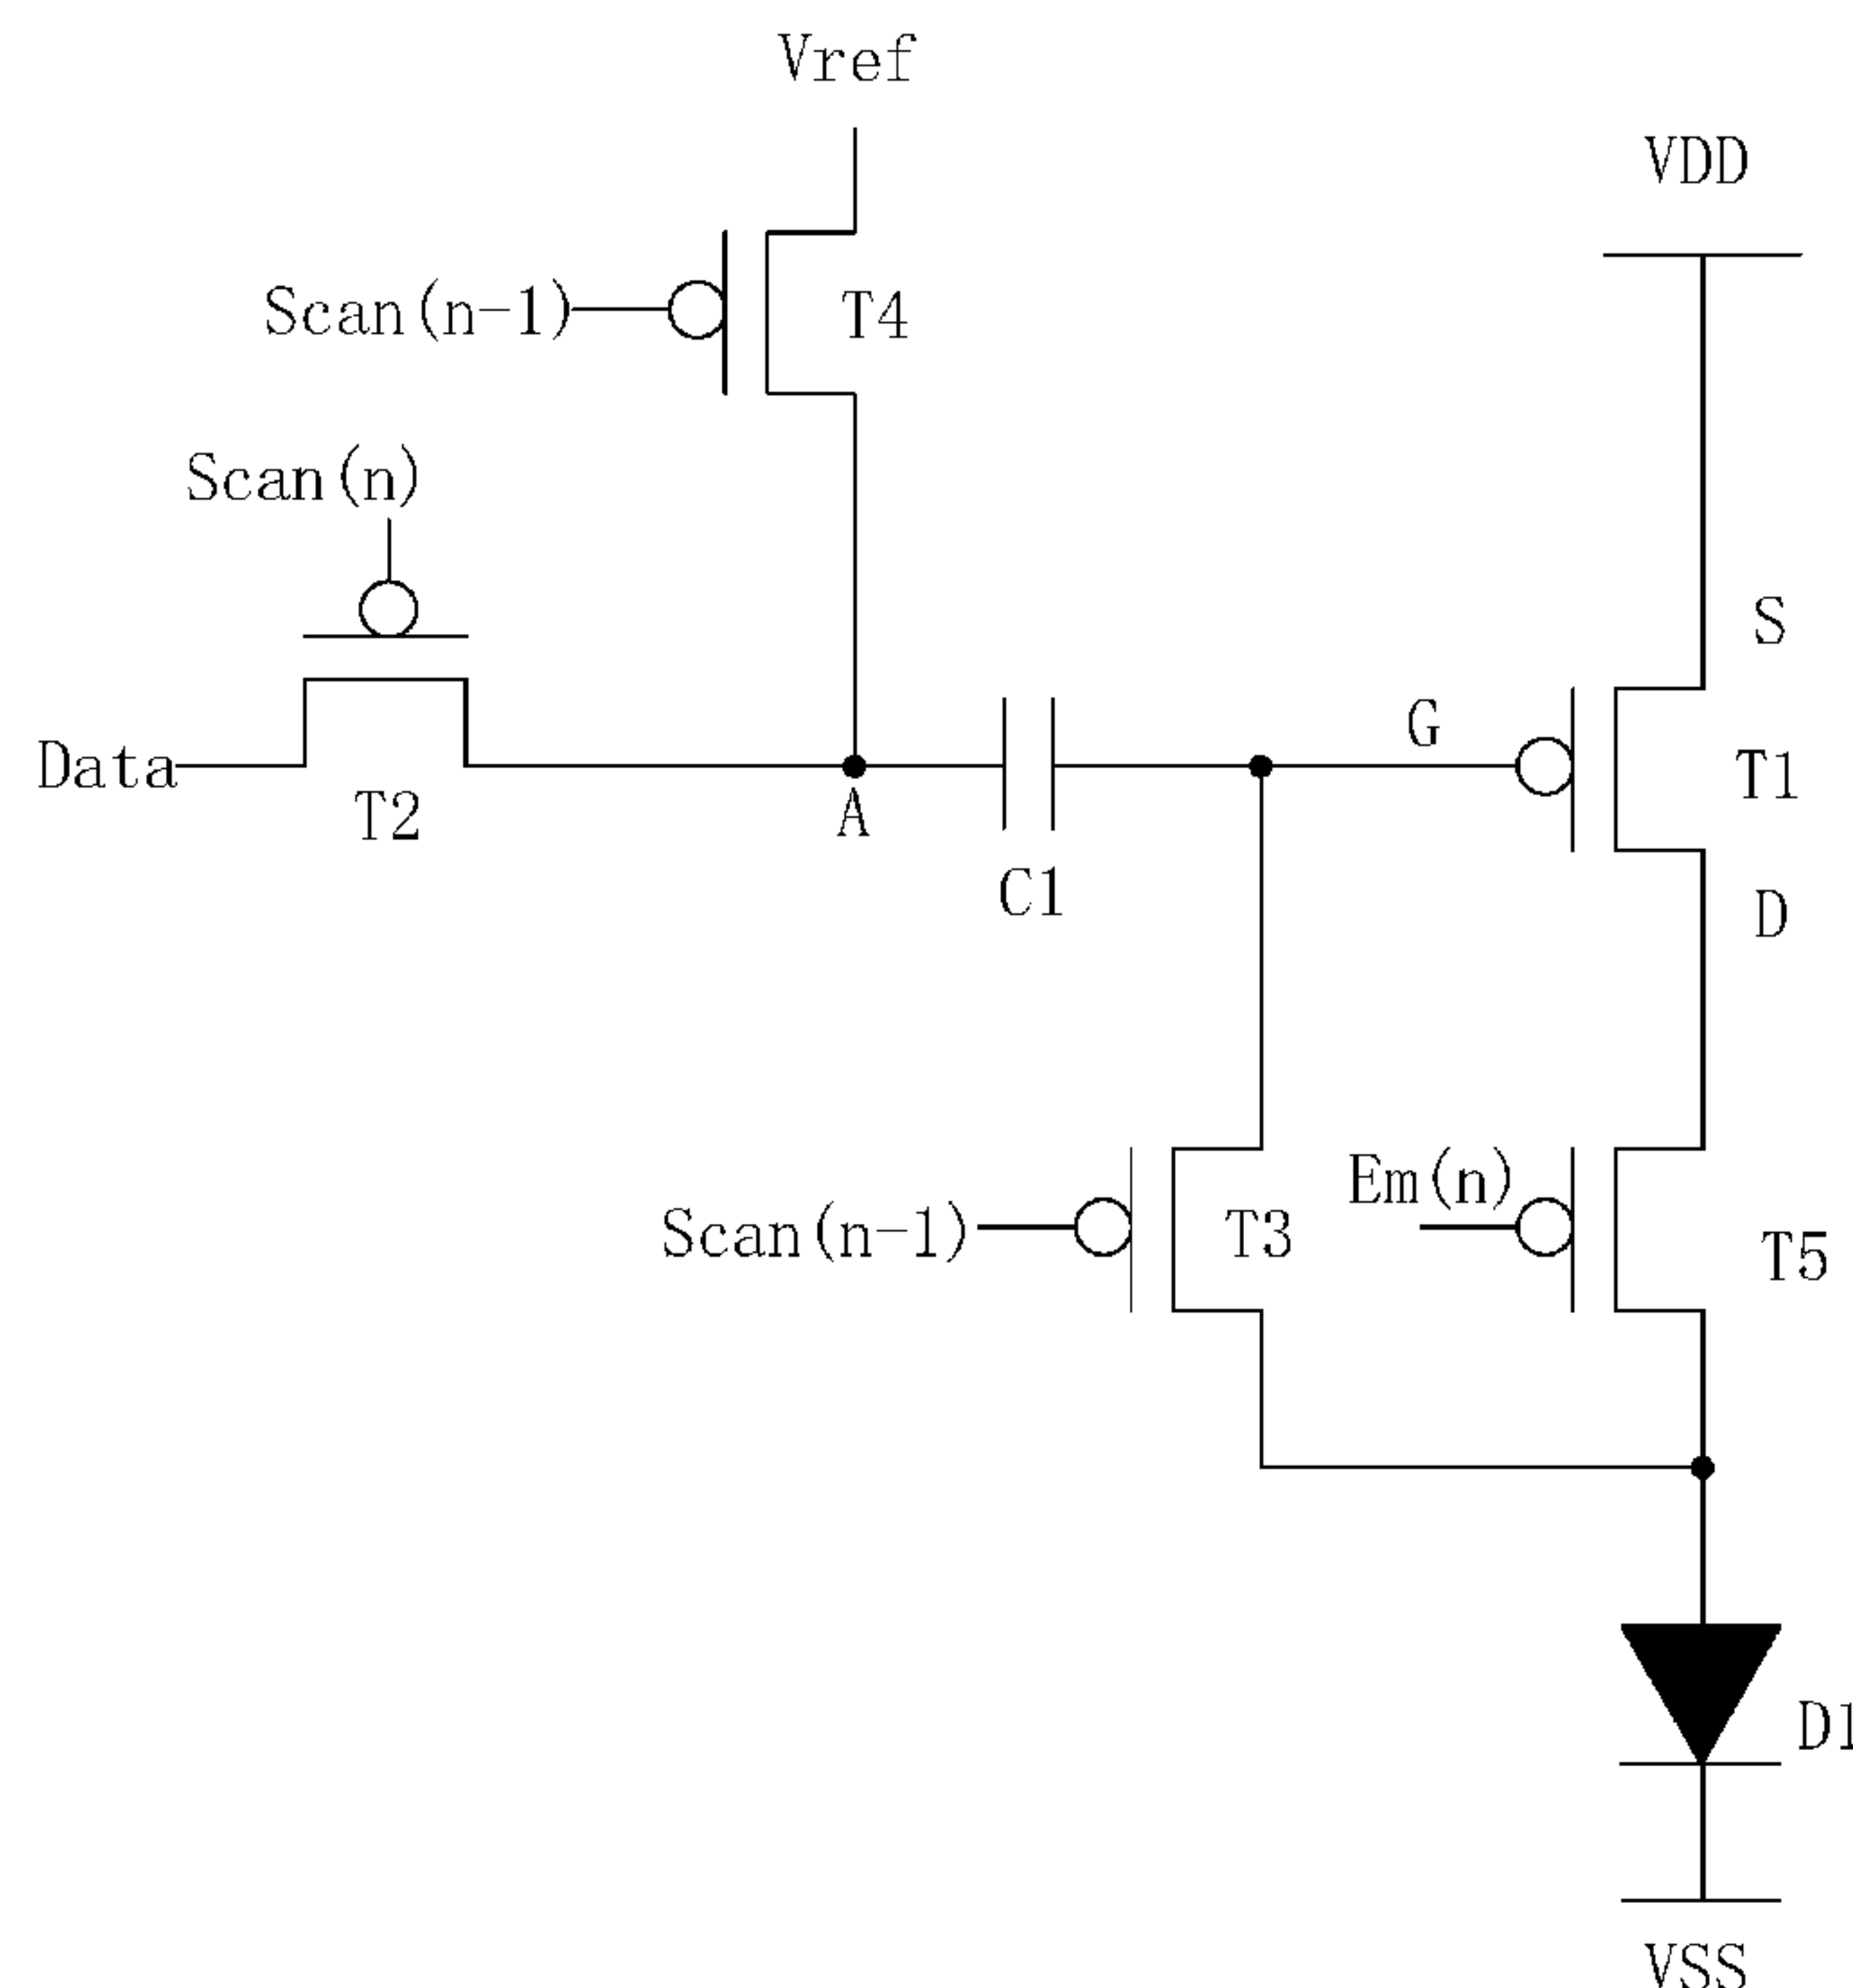 Vref
VDD
Scan(n-1)
T4
Scan(n)
S
G
T1
Data
T2
A
C1
D
Em(n)
Scan(n-1)
T3
T5
D1
VSS